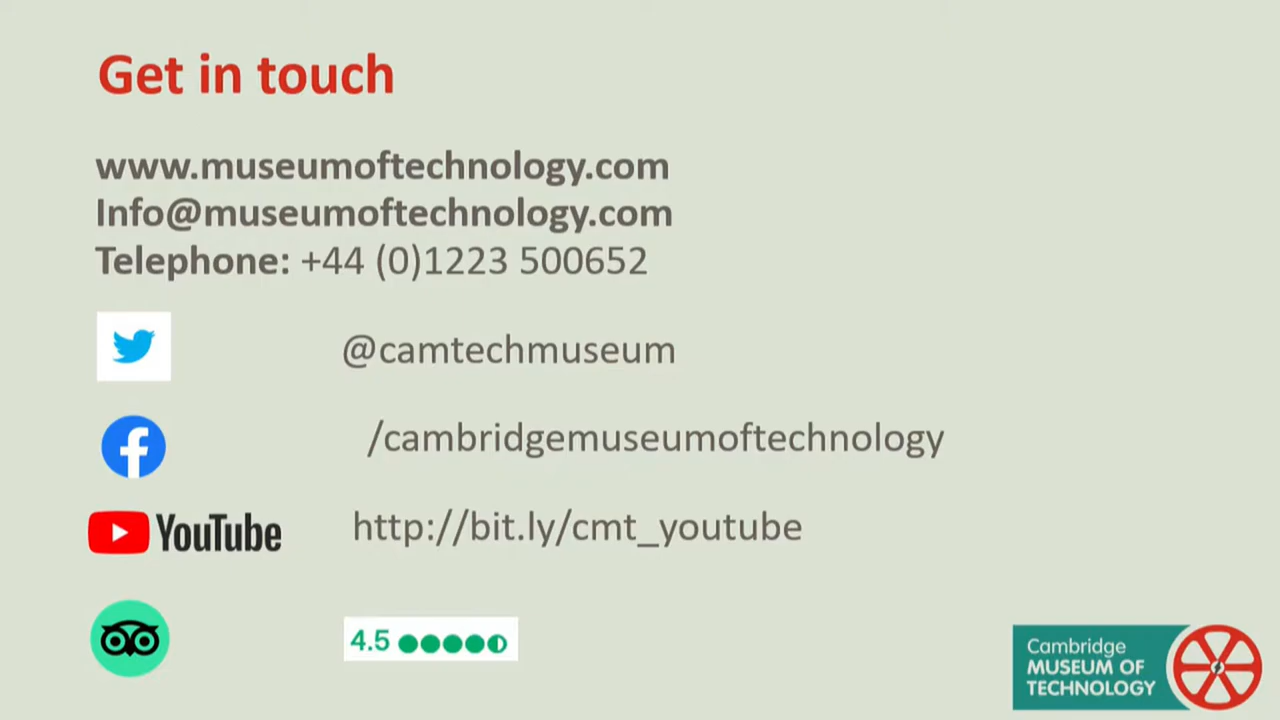 Get in touch
www.museumoftechnology.com
Info@museumoftechnology.com
Telephone: +44 (0)1223 500652
@camtechmuseum
/cambridgemuseumoftechnology
YouTube http://bit.ly/cmt_youtube
4.5
Cambridge
MUSEUM OF
TECHNOLOGY